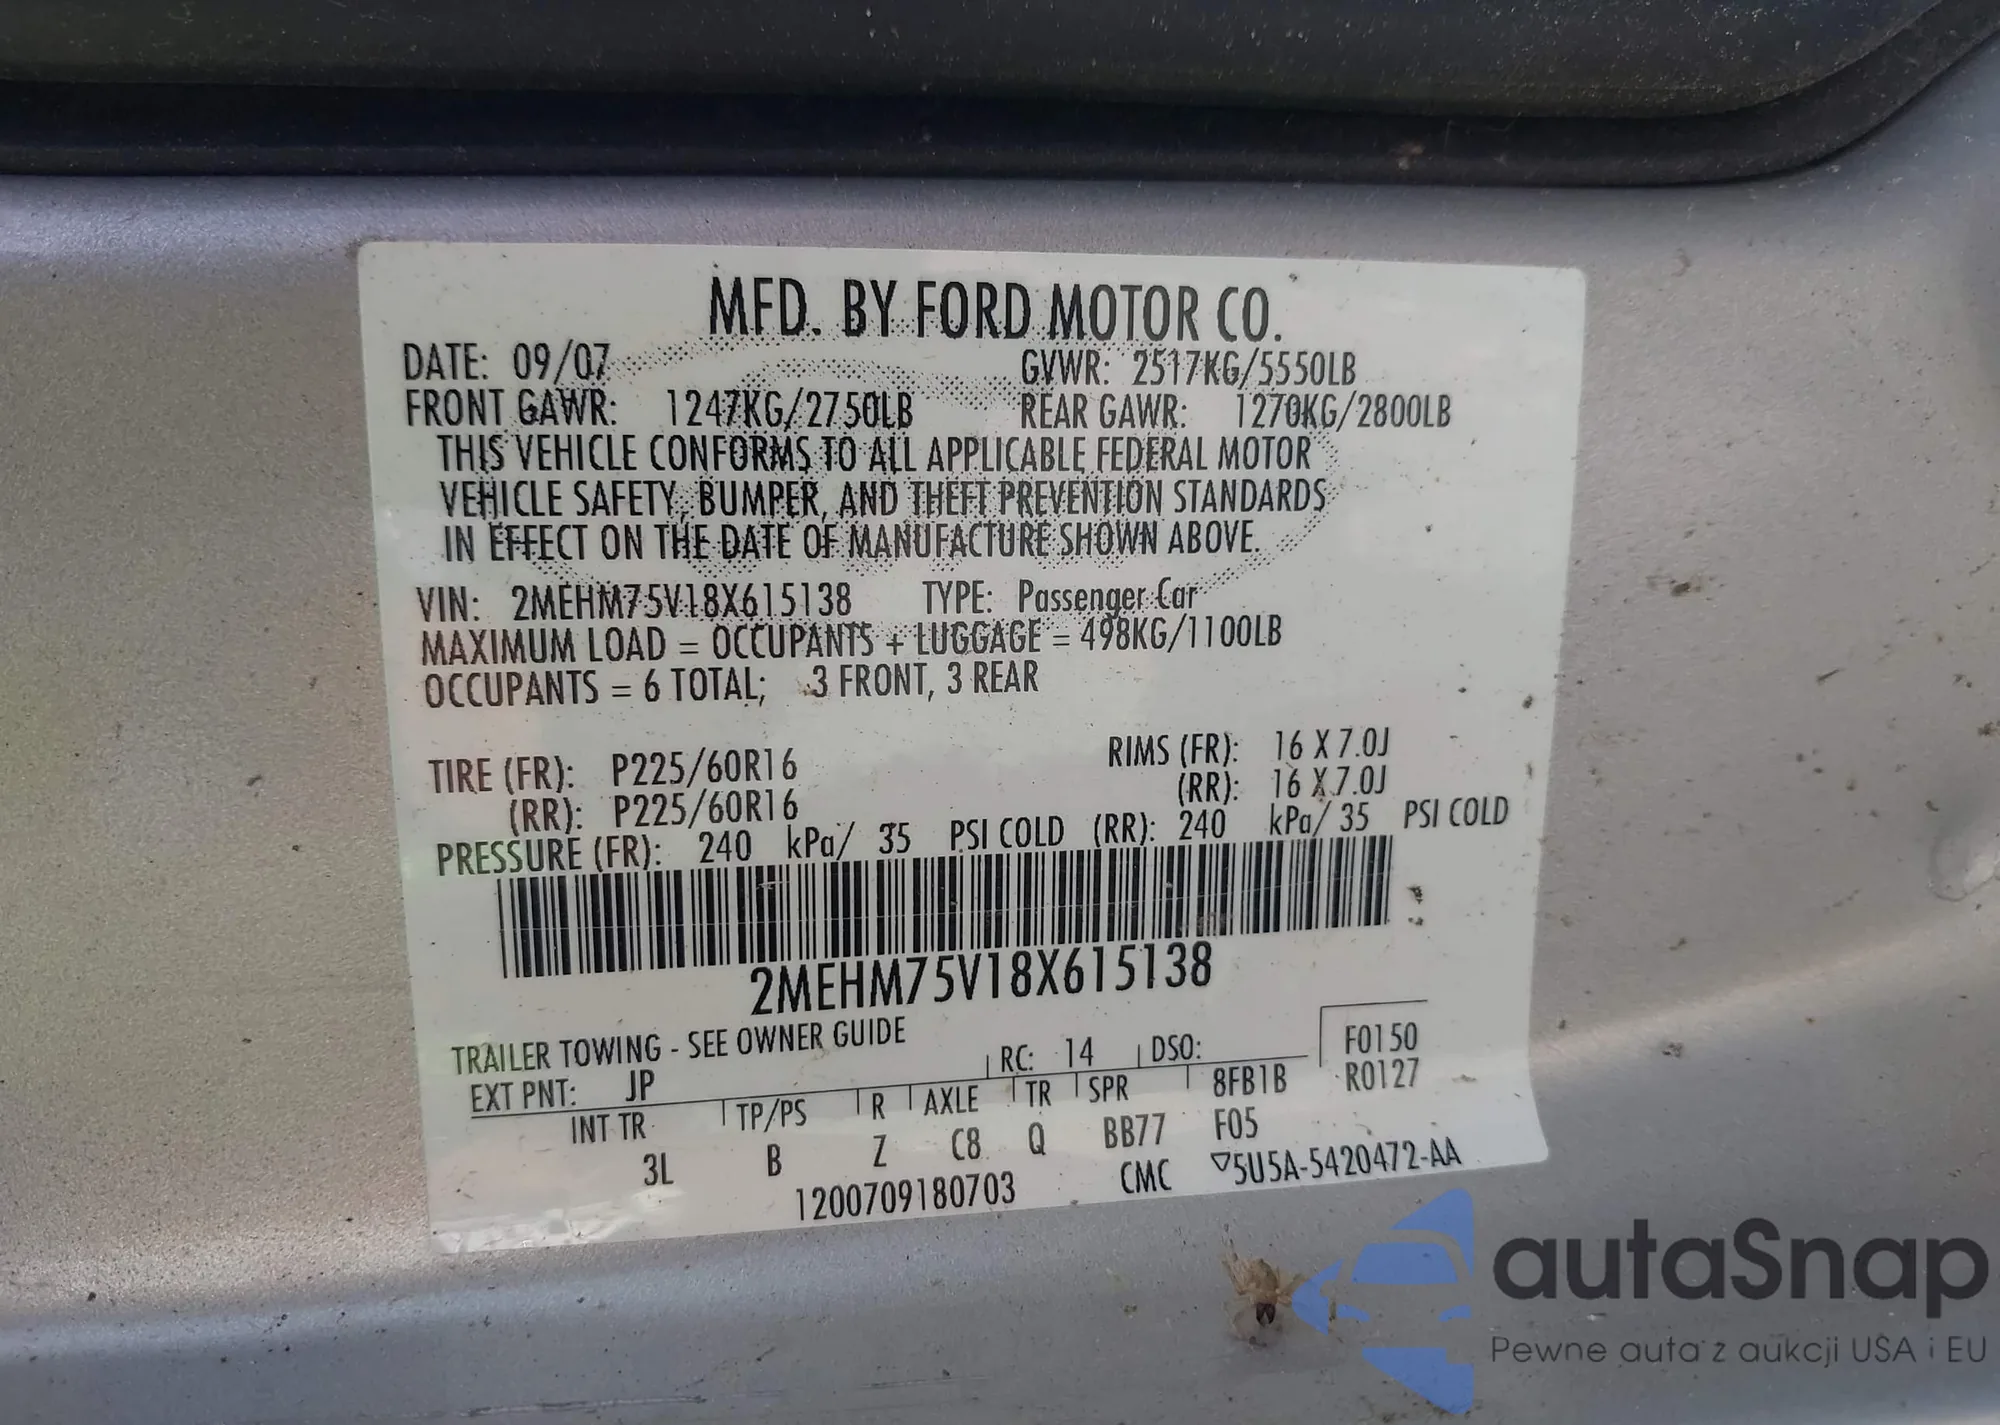 MFD. BY FORD MOTOR CO.
DATE: 09/07 GVWR: 2517KG/5550LB
FRONT GAWR: 1247KG/2750LB REAR GAWR: 1270KG/2800LB
THIS VEHICLE CONFORMS TO ALL APPLICABLE FEDERAL MOTOR
VEHICLE SAFETY, BUMPER, AND THEFT PREVENTION STANDARDS
IN EFFECT ON THE DATE OF MANUFACTURE SHOWN ABOVE.
VIN: 2MEHM75V18X615138 TYPE: Passenger Car
MAXIMUM LOAD = OCCUPANTS + LUGGAGE = 498KG/1100LB
OCCUPANTS = 6 TOTAL; 3 FRONT, 3 REAR
TIRE (FR): P225/60R16 RIMS (FR): 16 X 7.0J
(RR): P225/60R16 (RR): 16 X 7.0J
PRESSURE (FR): 240 kPa/ 35 PSI COLD (RR): 240 kPa/ 35 PSI COLD
2MEHM75V18X615138
TRAILER TOWING - SEE OWNER GUIDE
EXT PNT: JP RC: 14 DSO: F0150
INT TR TP/PS R AXLE TR SPR 8FB1B R0127
3L B Z C8 Q BB77 F05
1200709180703 CMC ▽5U5A-5420472-AA
autaSnap
Pewne auta z aukcji USA i EU